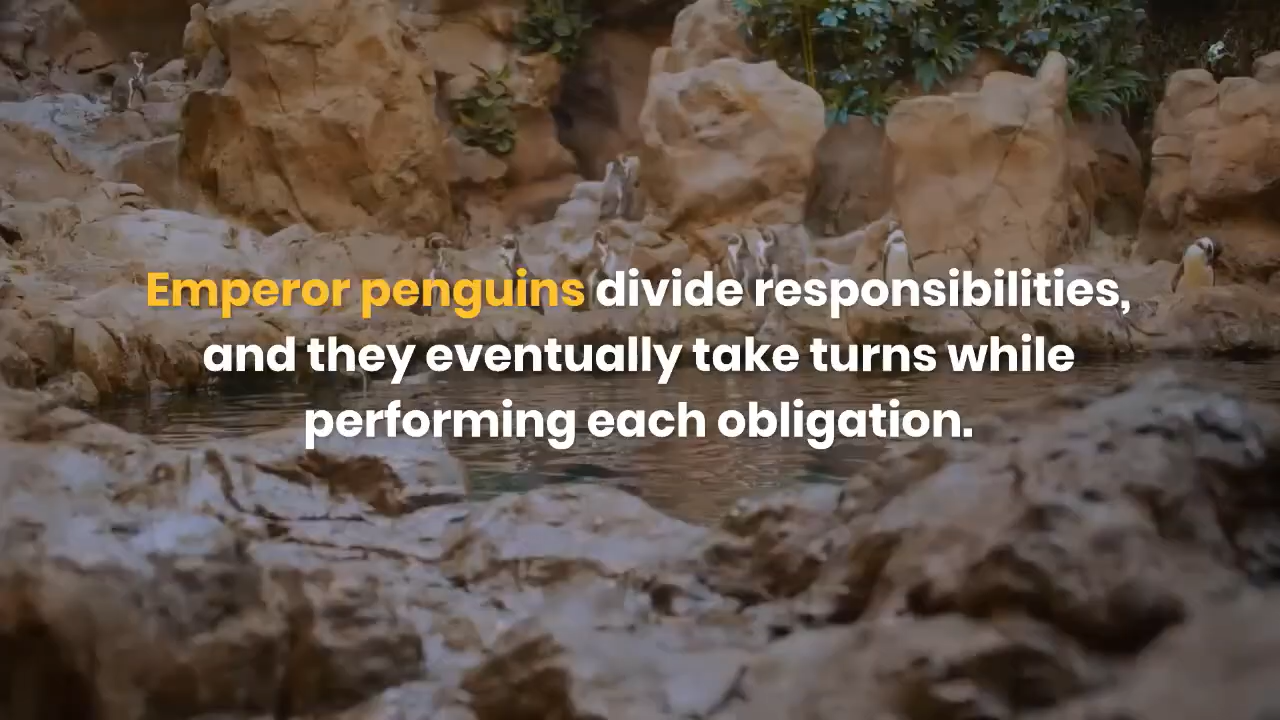 Emperor penguins divide responsibilities,
and they eventually take turns while
performing each obligation.